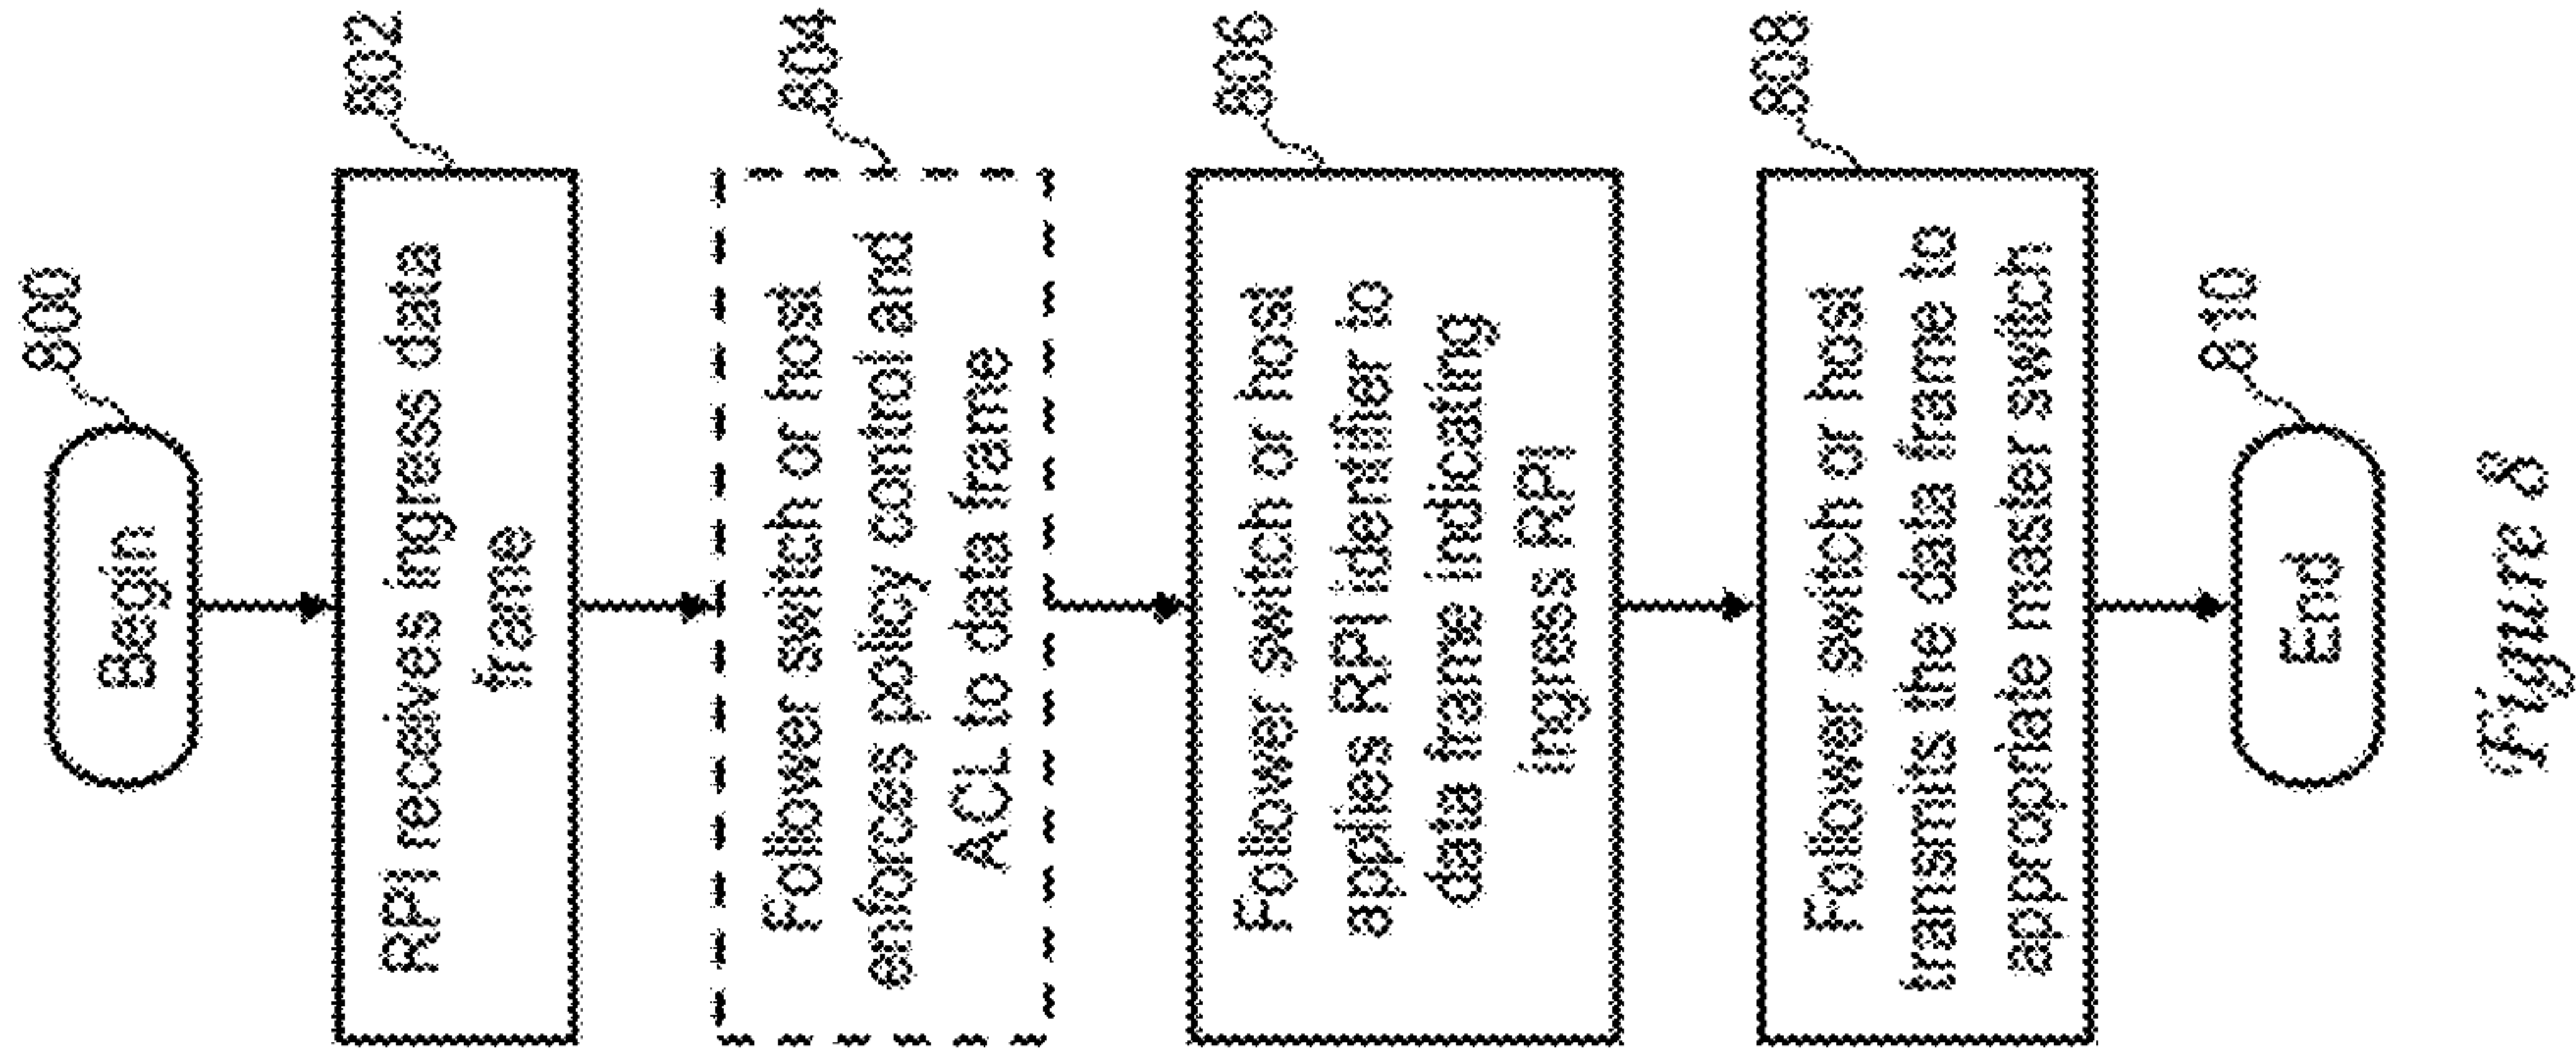 800
Begin
802
RPI receives ingress data
frame
804
Follower switch or host
enforces policy control and
ACL to data frame
806
Follower switch or host
applies RPI identifier to
data frame indicating
ingress RPI
808
Follower switch or host
transmits the data frame to
appropriate master switch
810
End
Figure 8